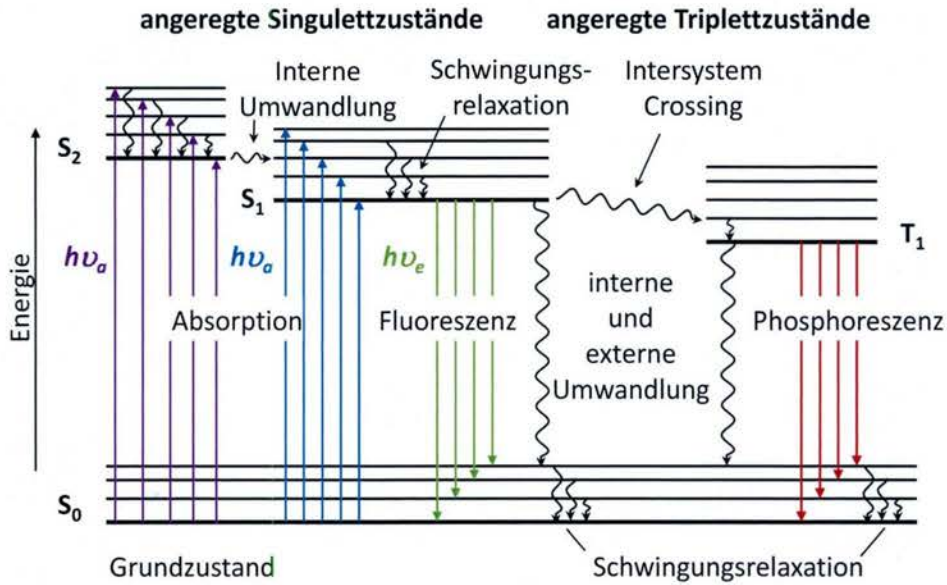 angeregte Singulettzustände
angeregte Triplettzustände
Interne
Umwandlung
Schwingungs-
relaxation
Intersystem
Crossing
S2
S1
T1
hυa
hυa
hυe
Energie
Absorption
Fluoreszenz
interne
und
externe
Umwandlung
Phosphoreszenz
S0
Grundzustand
Schwingungsrelaxation